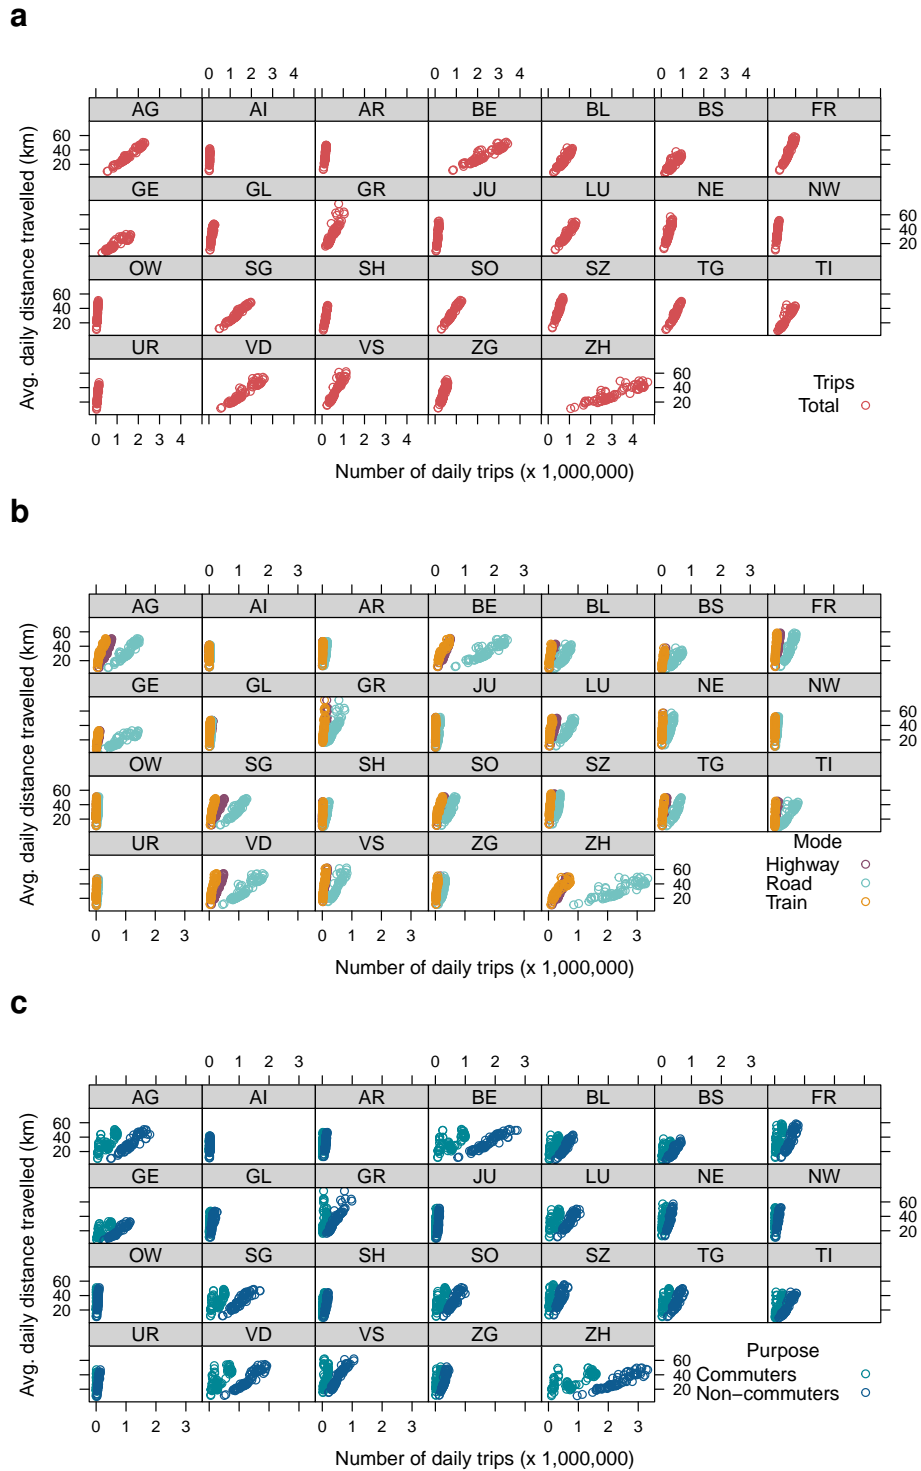 a
0 1 2 3 4 0 1 2 3 4 0 1 2 3 4
AG AI AR BE BL BS FR
60
40
20
GE GL GR JU LU NE NW
60
40
20
OW SG SH SO SZ TG TI
60
40
20
UR VD VS ZG ZH
60
40
20
Avg. daily distance travelled (km)
Trips
Total
0 1 2 3 4 0 1 2 3 4 0 1 2 3 4
Number of daily trips (x 1,000,000)
b
0 1 2 3 0 1 2 3 0 1 2 3
AG AI AR BE BL BS FR
60
40
20
GE GL GR JU LU NE NW
60
40
20
OW SG SH SO SZ TG TI
60
40
20
UR VD VS ZG ZH
60
40
20
Avg. daily distance travelled (km)
Mode
Highway
Road
Train
0 1 2 3 0 1 2 3 0 1 2 3
Number of daily trips (x 1,000,000)
c
0 1 2 3 0 1 2 3 0 1 2 3
AG AI AR BE BL BS FR
60
40
20
GE GL GR JU LU NE NW
60
40
20
OW SG SH SO SZ TG TI
60
40
20
UR VD VS ZG ZH
60
40
20
Avg. daily distance travelled (km)
Purpose
Commuters
Non−commuters
0 1 2 3 0 1 2 3 0 1 2 3
Number of daily trips (x 1,000,000)